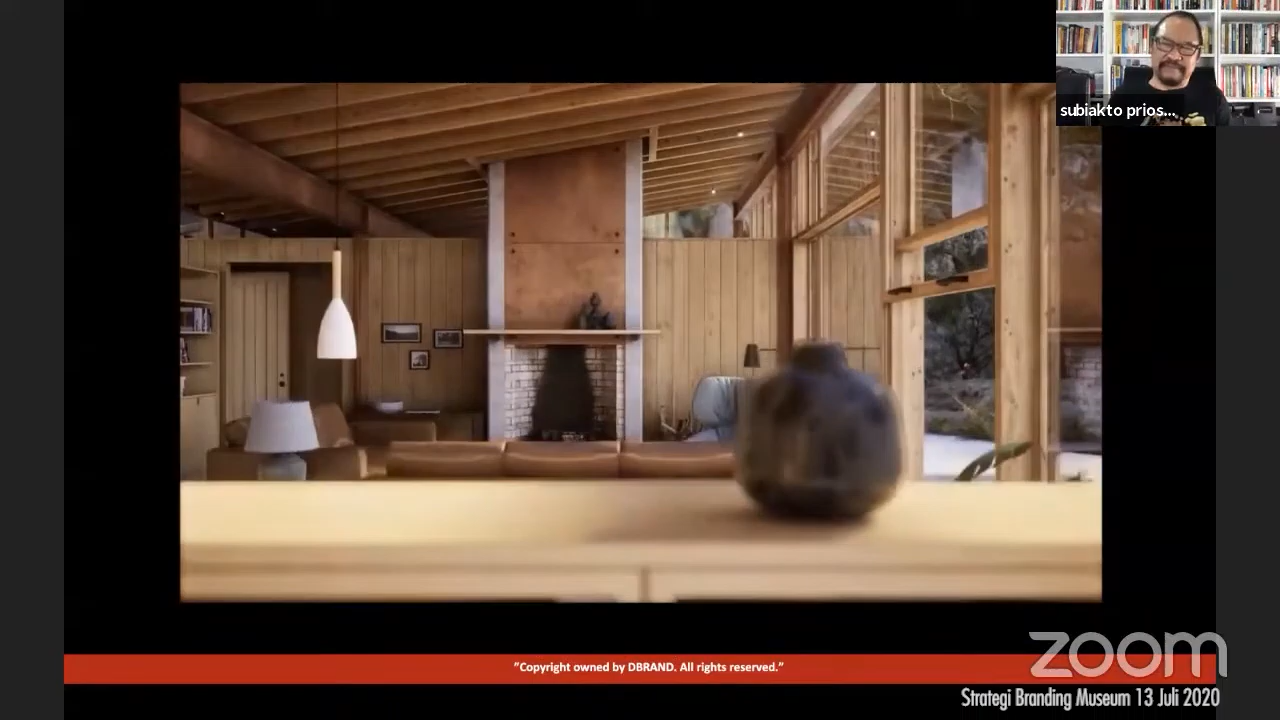 subiakto prios...
"Copyright owned by DBRAND. All rights reserved."
zoom
Strategi Branding Museum 13 Juli 2020